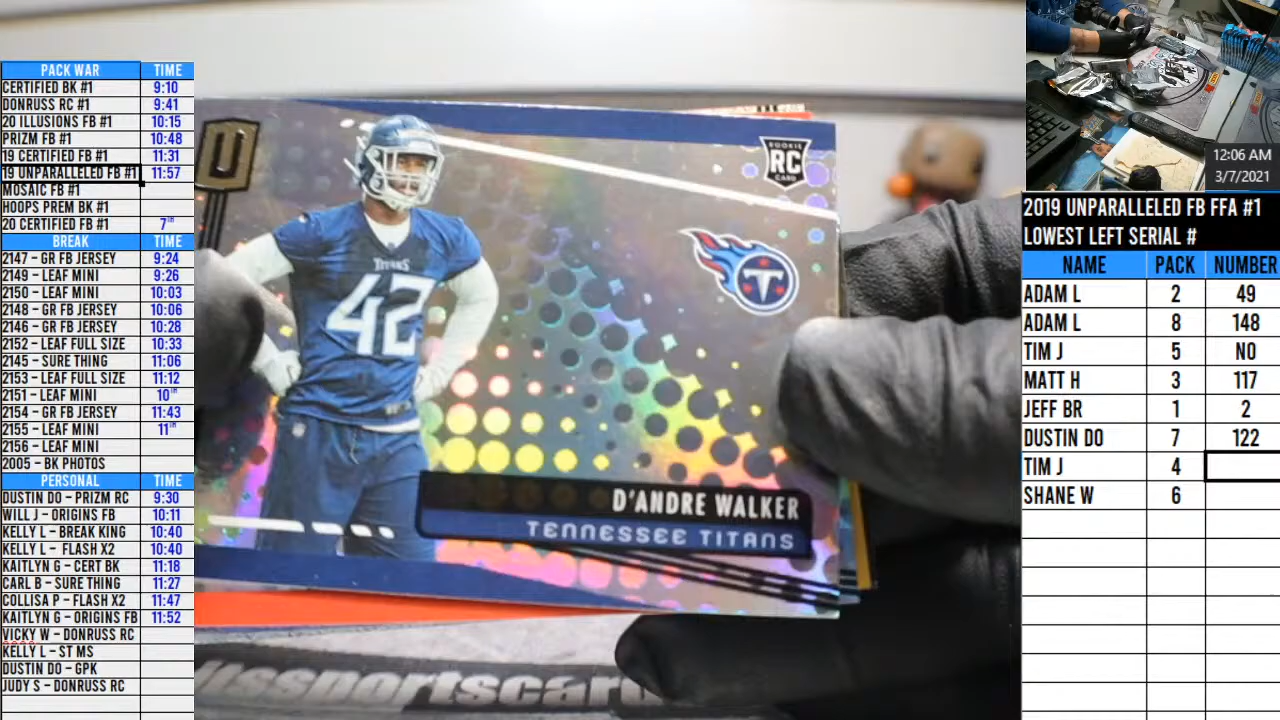 PACK WAR TIME
CERTIFIED BK #1 9:10
DONRUSS RC #1 9:41
20 ILLUSIONS FB #1 10:15
PRIZM FB #1 10:48
19 CERTIFIED FB #1 11:31
19 UNPARALLELED FB #1 11:57
MOSAIC FB #1
HOOPS PREM BK #1
20 CERTIFIED FB #1 7TH
BREAK TIME
2147 - GR FB JERSEY 9:24
2149 - LEAF MINI 9:26
2150 - LEAF MINI 10:03
2148 - GR FB JERSEY 10:06
2146 - GR FB JERSEY 10:28
2152 - LEAF FULL SIZE 10:33
2145 - SURE THING 11:06
2153 - LEAF FULL SIZE 11:12
2151 - LEAF MINI 10TH
2154 - GR FB JERSEY 11:43
2155 - LEAF MINI 11TH
2156 - LEAF MINI
2005 - BK PHOTOS
PERSONAL TIME
DUSTIN DO - PRIZM RC 9:30
WILL J - ORIGINS FB 10:11
KELLY L - BREAK KING 10:40
KELLY L - FLASH X2 10:40
KAITLYN G - CERT BK 11:18
CARL B - SURE THING 11:27
COLLISA P - FLASH X2 11:47
KAITLYN G - ORIGINS FB 11:52
VICKY W - DONRUSS RC
KELLY L - ST MS
DUSTIN DO - GPK
JUDY S - DONRUSS RC
U
ROOKIE
RC
CARD
TITANS
42
T
D'ANDRE WALKER
TENNESSEE TITANS
ssportscar
12:06 AM
3/7/2021
2019 UNPARALLELED FB FFA #1
LOWEST LEFT SERIAL #
NAME PACK NUMBER
ADAM L 2 49
ADAM L 8 148
TIM J 5 NO
MATT H 3 117
JEFF BR 1 2
DUSTIN DO 7 122
TIM J 4
SHANE W 6